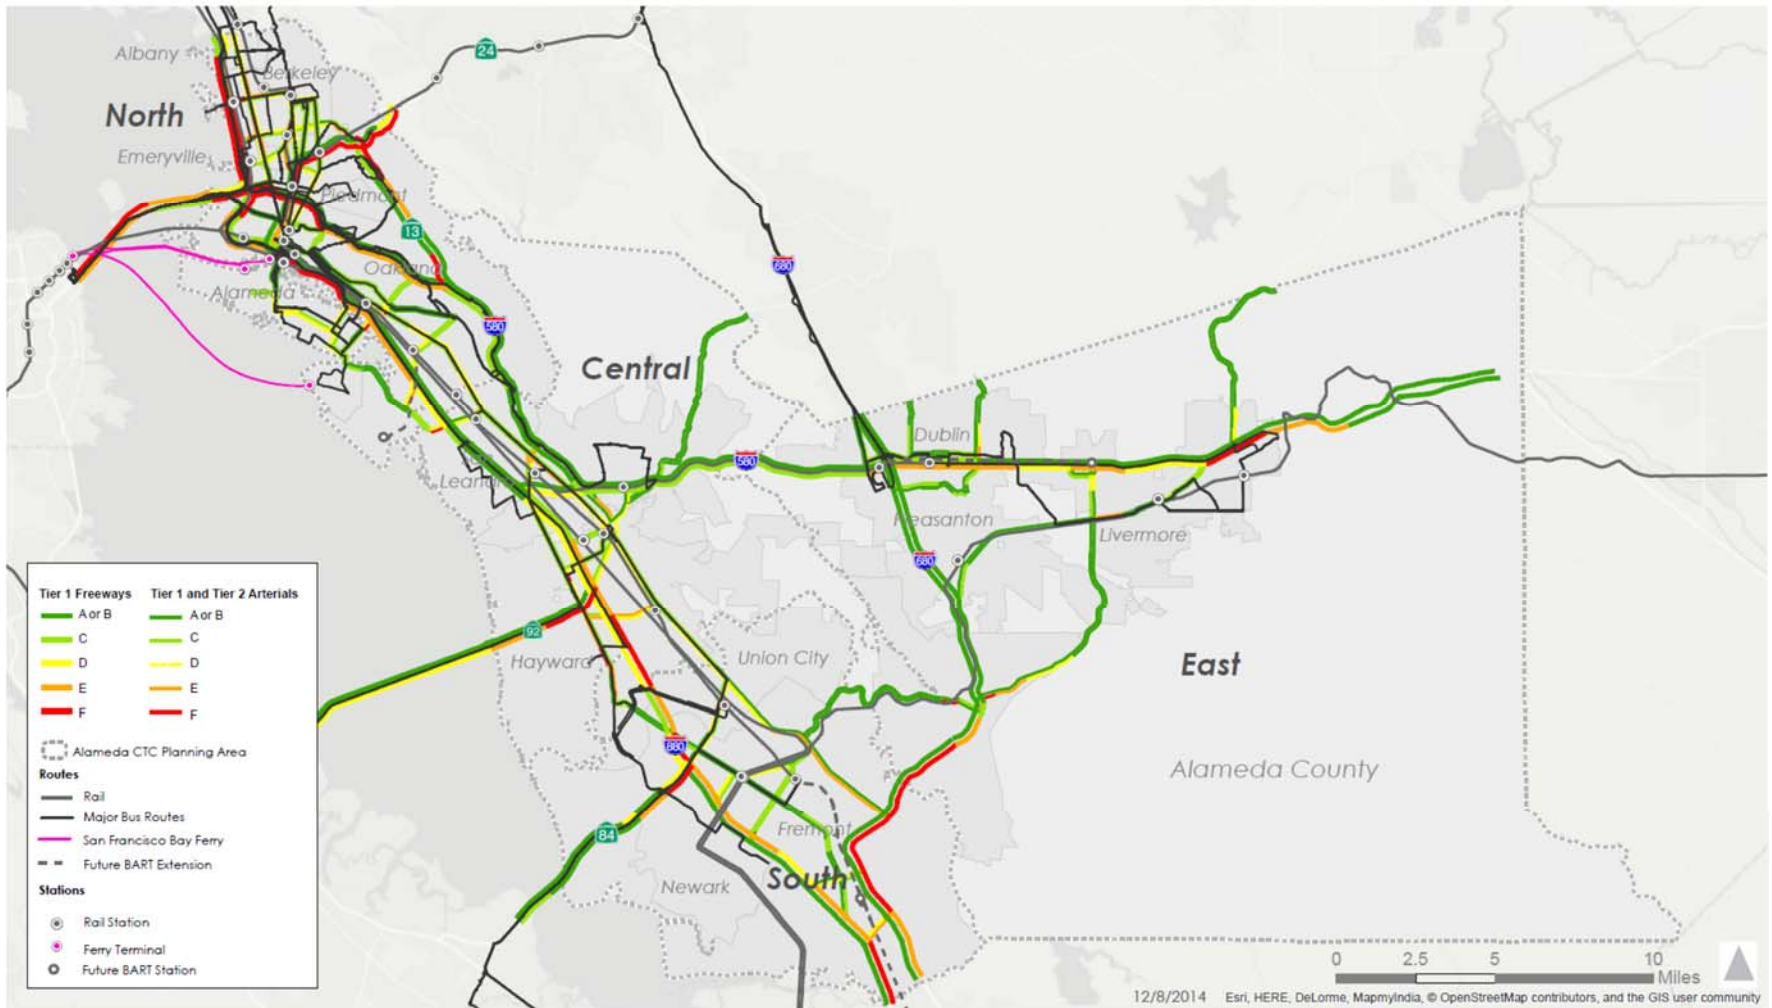 Albany
24
Berkeley
North
Emeryville
Piedmont
13
680
Oakland
Alameda
580
Central
Dublin
580
Leandro
Pleasanton
Livermore
680
Tier 1 Freeways
Tier 1 and Tier 2 Arterials
A or B
A or B
C
C
D
D
E
E
F
F
Alameda CTC Planning Area
Routes
Rail
Major Bus Routes
San Francisco Bay Ferry
Future BART Extension
Stations
Rail Station
Ferry Terminal
Future BART Station
92
Hayward
Union City
East
880
Alameda County
84
Fremont
Newark
South
0 2.5 5 10
Miles
12/8/2014
Esri, HERE, DeLorme, MapmyIndia, © OpenStreetMap contributors, and the GIS user community